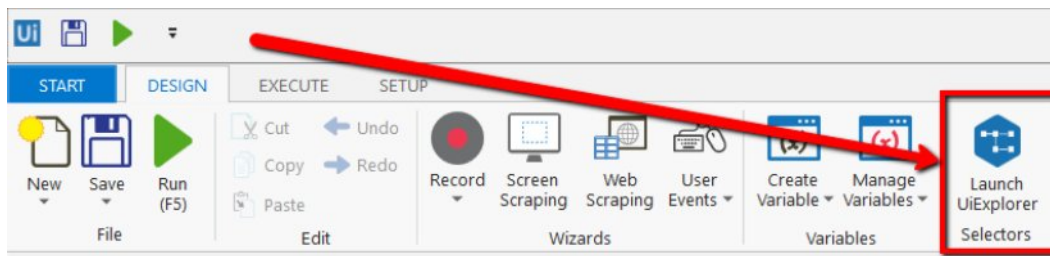 Ui
START DESIGN EXECUTE SETUP
Cut Undo
Copy Redo
Paste
New Save Run
(F5)
Record Screen Web User
Scraping Scraping Events
(x) (x)
Create Manage
Variable Variables
Launch
UiExplorer
File Edit Wizards Variables Selectors